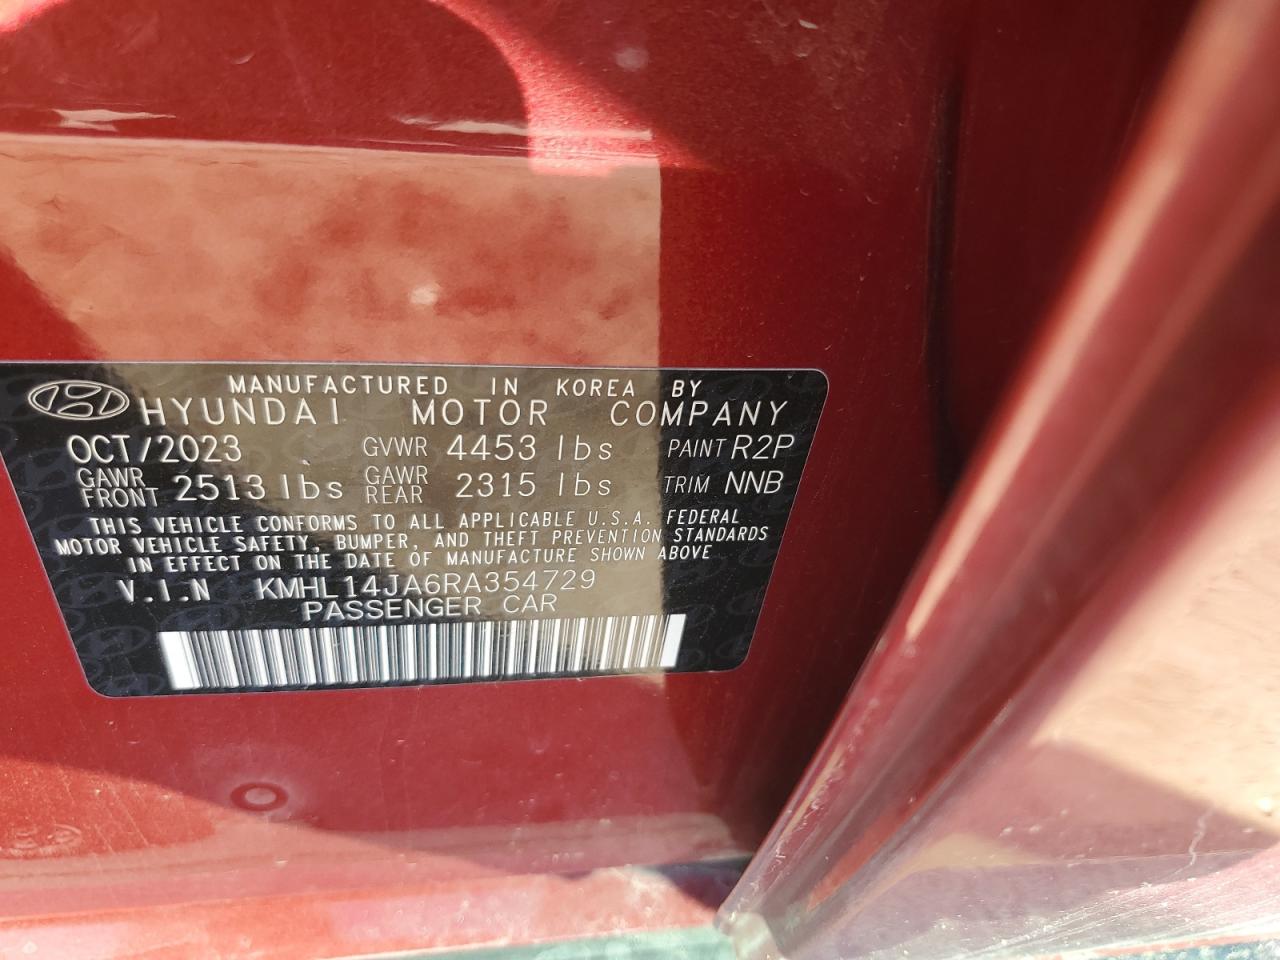 MANUFACTURED IN KOREA BY
HYUNDAI MOTOR COMPANY
OCT/2023 GVWR 4453 lbs PAINT R2P
GAWR FRONT 2513 lbs GAWR REAR 2315 lbs TRIM NNB
THIS VEHICLE CONFORMS TO ALL APPLICABLE U.S.A. FEDERAL
MOTOR VEHICLE SAFETY, BUMPER, AND THEFT PREVENTION STANDARDS
IN EFFECT ON THE DATE OF MANUFACTURE SHOWN ABOVE
V.I.N KMHL14JA6RA354729
PASSENGER CAR